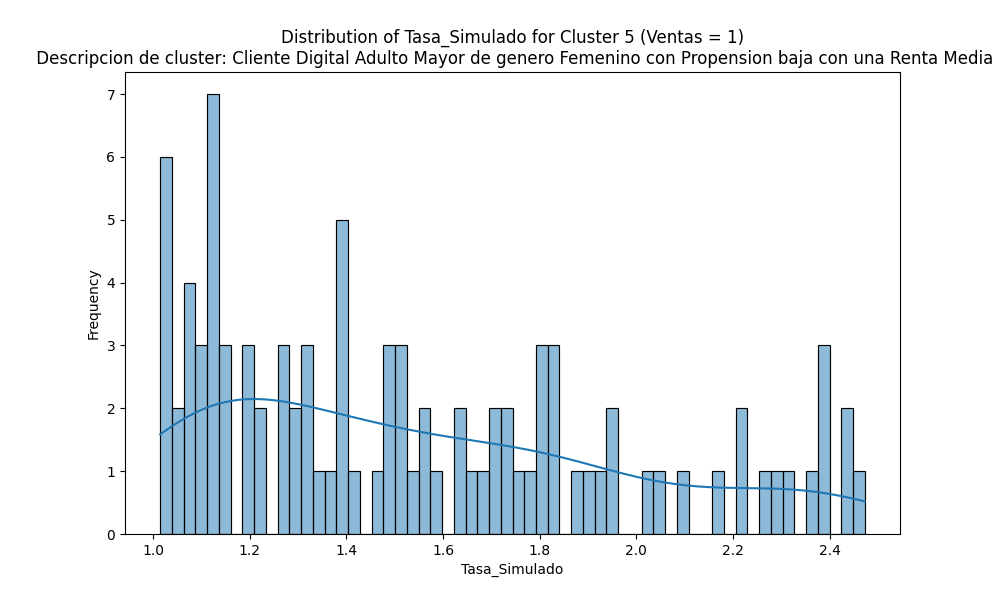 Distribution of Tasa_Simulado for Cluster 5 (Ventas = 1)
Descripcion de cluster: Cliente Digital Adulto Mayor de genero Femenino con Propension baja con una Renta Media
7
6
5
4
3
2
1
0
Frequency
1.0 1.2 1.4 1.6 1.8 2.0 2.2 2.4
Tasa_Simulado